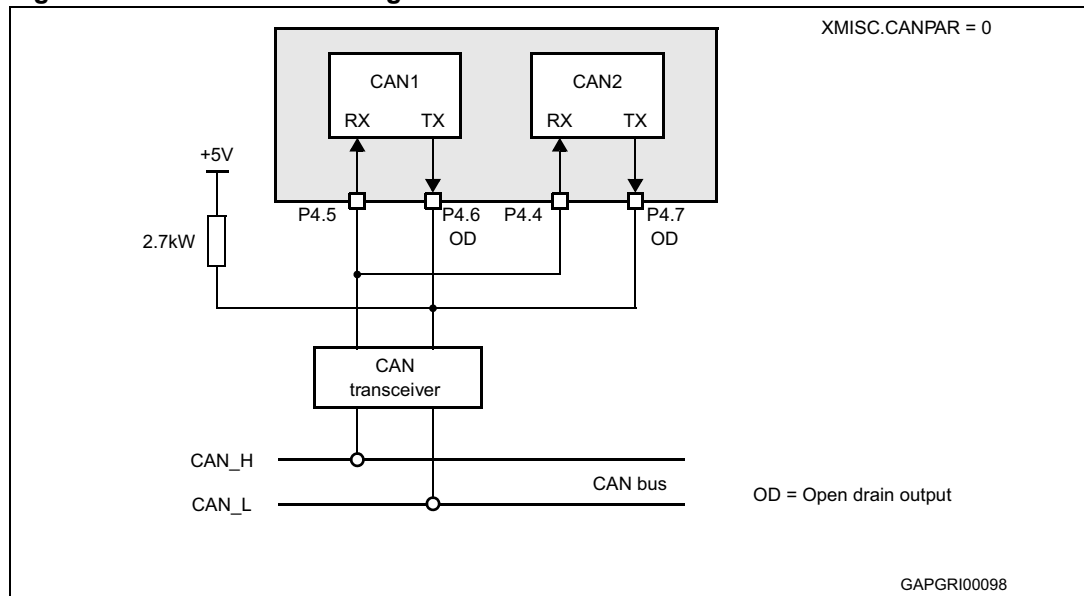 XMISC.CANPAR = 0
CAN1
CAN2
RX
TX
RX
TX
+5V
P4.5
P4.6
P4.4
P4.7
OD
OD
2.7kW
CAN
transceiver
CAN_H
CAN bus
CAN_L
OD = Open drain output
GAPGRI00098